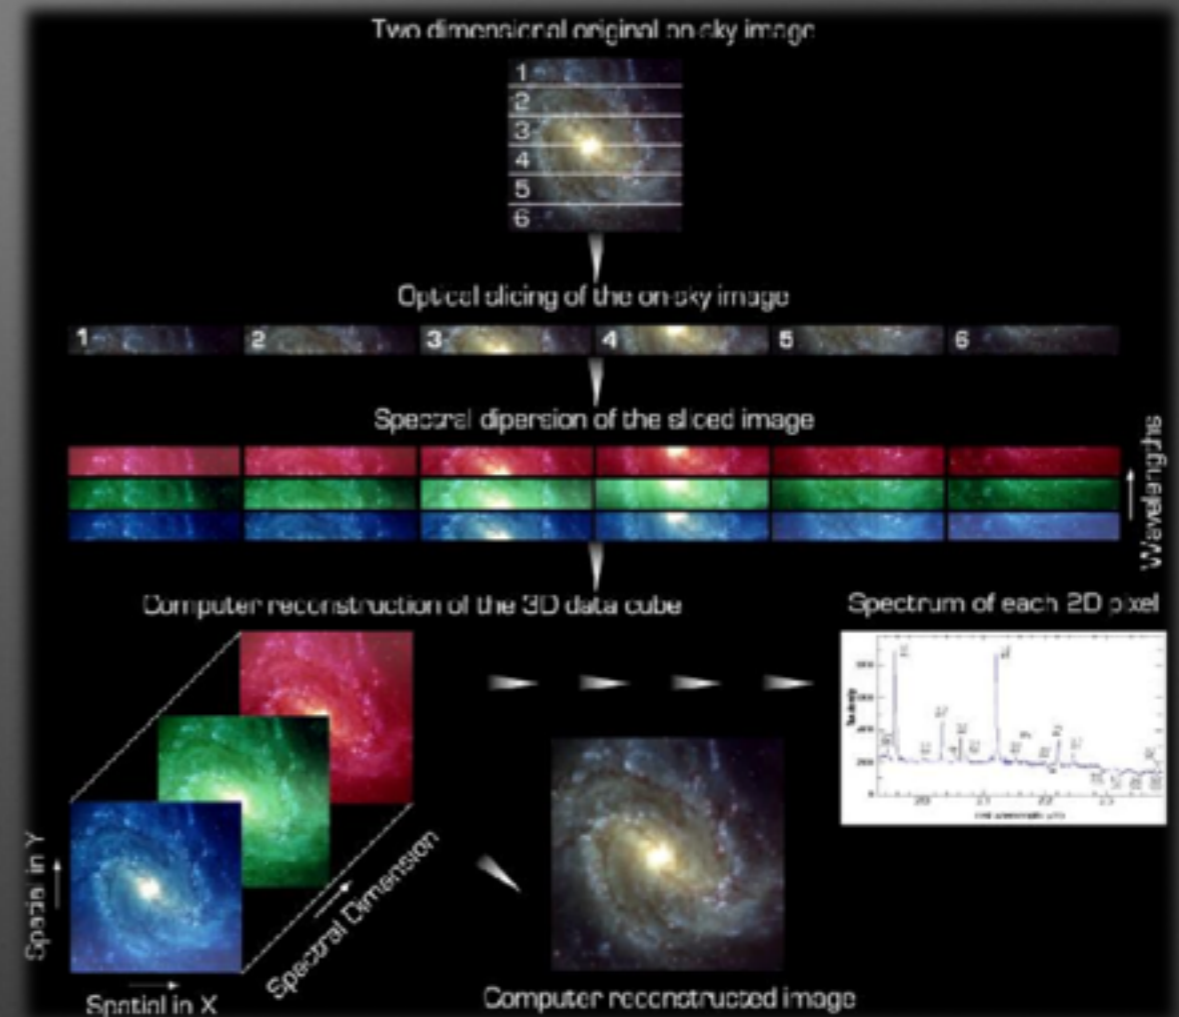 Two dimensional original on-sky image
1
2
3
4
5
6
Optical slicing of the on-sky image
1 2 3 4 5 6
Spectral dipersion of the sliced image
Wavelengths
Computer reconstruction of the 3D data cube
Spectrum of each 2D pixel
Spatial in Y
Spectral Dimension
Spatial in X
Computer reconstructed image